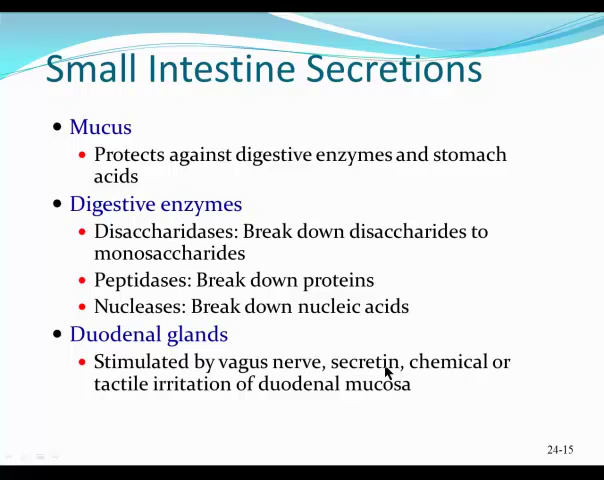 Small Intestine Secretions
• Mucus
• Protects against digestive enzymes and stomach
acids
• Digestive enzymes
• Disaccharidases: Break down disaccharides to
monosaccharides
• Peptidases: Break down proteins
• Nucleases: Break down nucleic acids
• Duodenal glands
• Stimulated by vagus nerve, secretin, chemical or
tactile irritation of duodenal mucosa
24-15